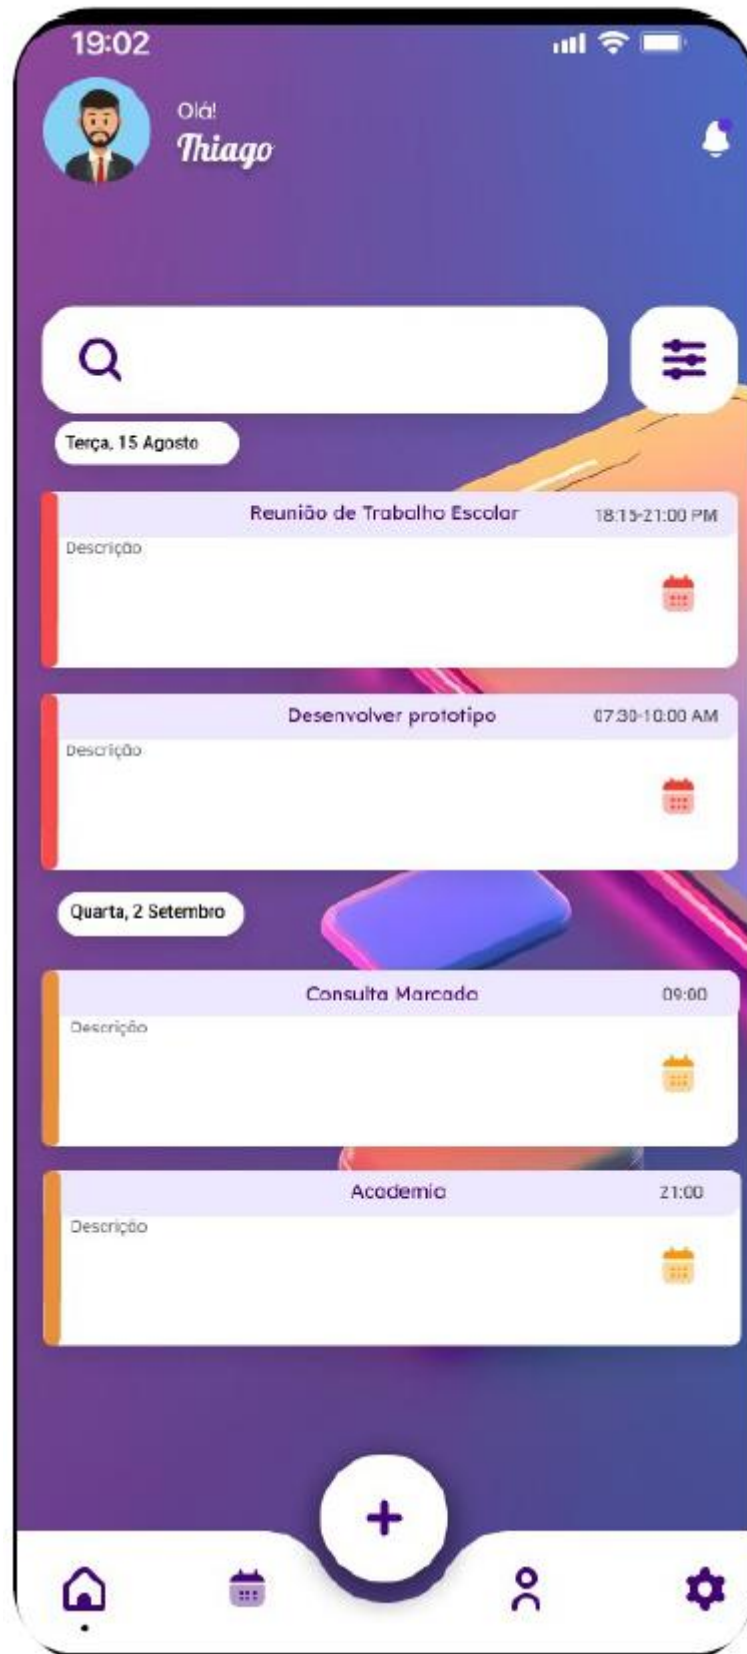 19:02
Olá!
Thiago
Terça, 15 Agosto
Reunião de Trabalho Escolar 18:15-21:00 PM
Descrição
Desenvolver prototipo 07:30-10:00 AM
Descrição
Quarta, 2 Setembro
Consulta Marcada 09:00
Descrição
Academia 21:00
Descrição